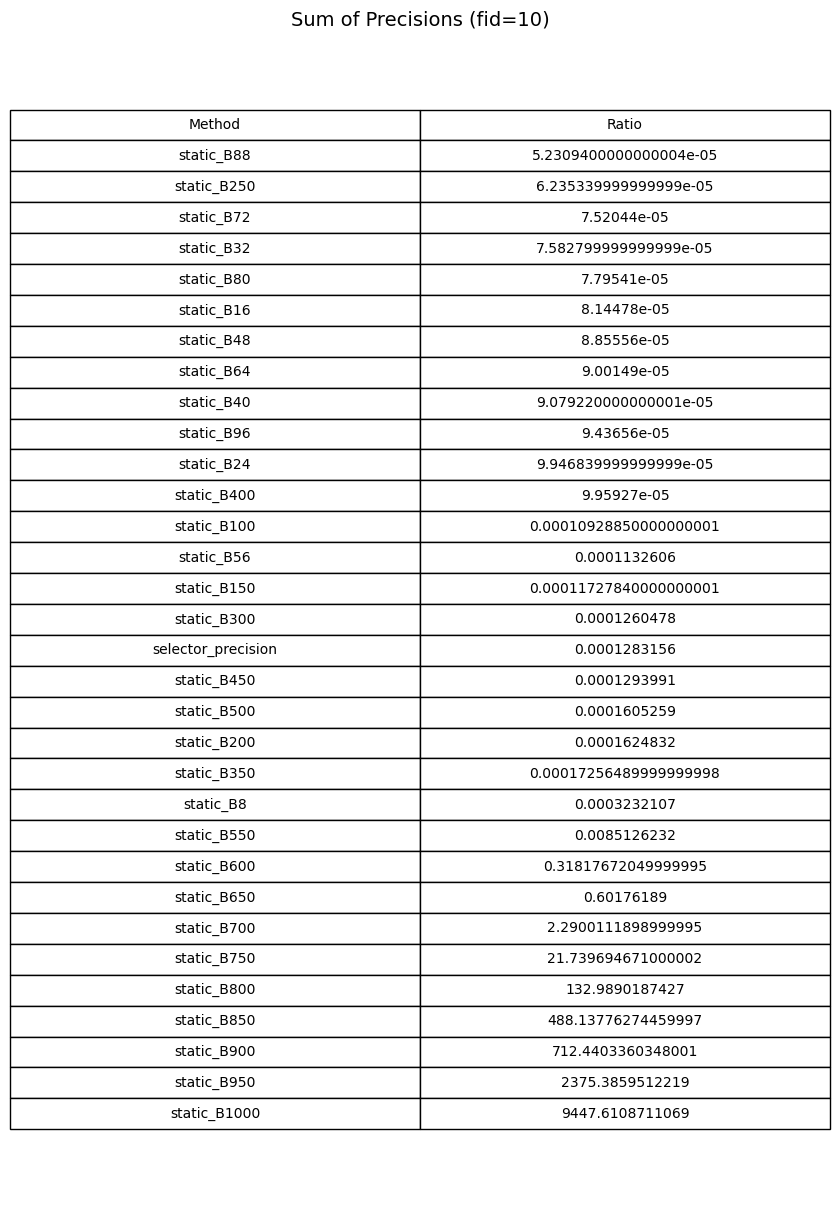 Sum of Precisions (fid=10)
Method Ratio
static_B88 5.2309400000000004e-05
static_B250 6.235339999999999e-05
static_B72 7.52044e-05
static_B32 7.582799999999999e-05
static_B80 7.79541e-05
static_B16 8.14478e-05
static_B48 8.85556e-05
static_B64 9.00149e-05
static_B40 9.079220000000001e-05
static_B96 9.43656e-05
static_B24 9.946839999999999e-05
static_B400 9.95927e-05
static_B100 0.00010928850000000001
static_B56 0.0001132606
static_B150 0.00011727840000000001
static_B300 0.0001260478
selector_precision 0.0001283156
static_B450 0.0001293991
static_B500 0.0001605259
static_B200 0.0001624832
static_B350 0.00017256489999999998
static_B8 0.0003232107
static_B550 0.0085126232
static_B600 0.31817672049999995
static_B650 0.60176189
static_B700 2.2900111898999995
static_B750 21.739694671000002
static_B800 132.9890187427
static_B850 488.13776274459997
static_B900 712.4403360348001
static_B950 2375.3859512219
static_B1000 9447.6108711069